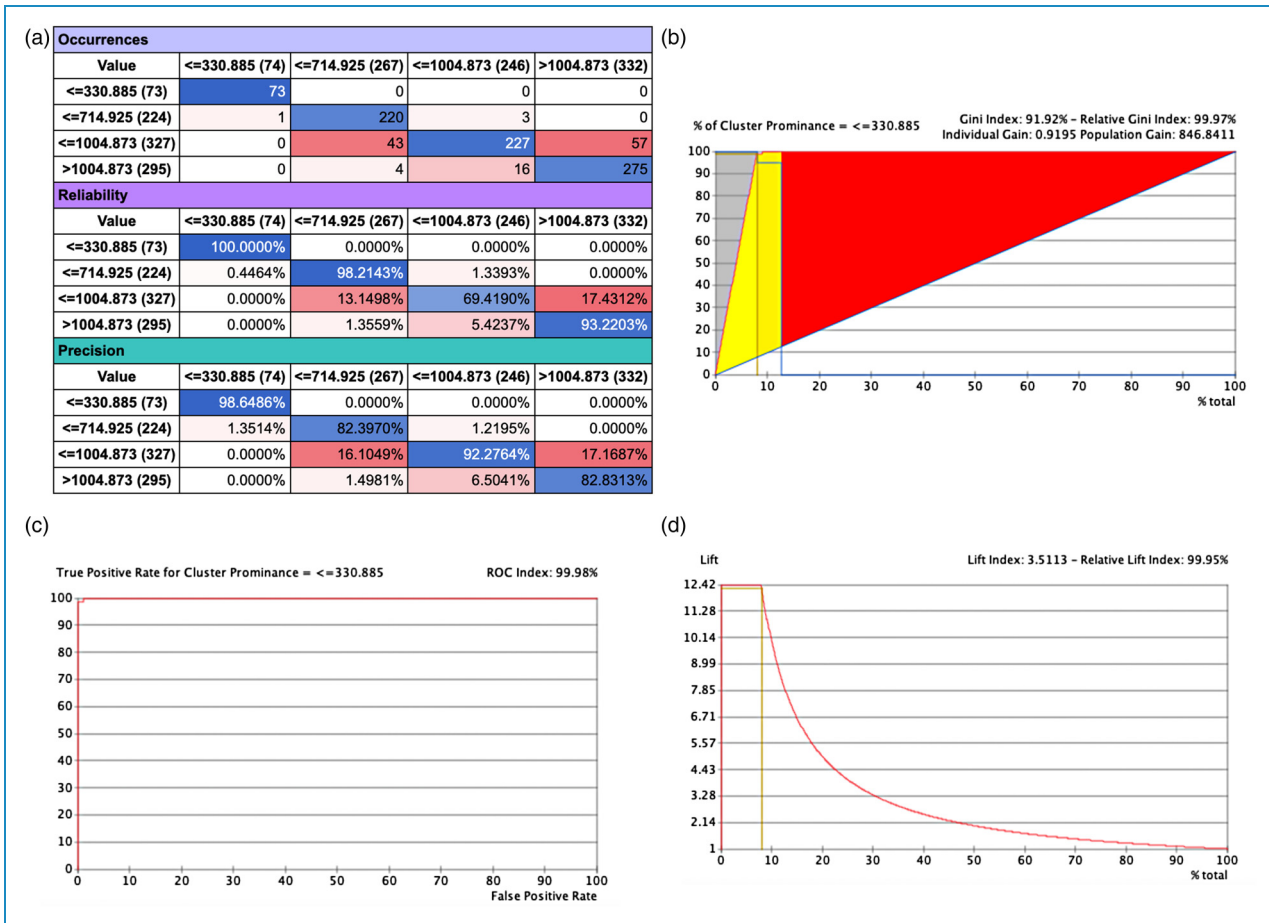 (a)
Occurrences
Value <=330.885 (74) <=714.925 (267) <=1004.873 (246) >1004.873 (332)
<=330.885 (73) 73 0 0 0
<=714.925 (224) 1 220 3 0
<=1004.873 (327) 0 43 227 57
>1004.873 (295) 0 4 16 275
Reliability
Value <=330.885 (74) <=714.925 (267) <=1004.873 (246) >1004.873 (332)
<=330.885 (73) 100.0000% 0.0000% 0.0000% 0.0000%
<=714.925 (224) 0.4464% 98.2143% 1.3393% 0.0000%
<=1004.873 (327) 0.0000% 13.1498% 69.4190% 17.4312%
>1004.873 (295) 0.0000% 1.3559% 5.4237% 93.2203%
Precision
Value <=330.885 (74) <=714.925 (267) <=1004.873 (246) >1004.873 (332)
<=330.885 (73) 98.6486% 0.0000% 0.0000% 0.0000%
<=714.925 (224) 1.3514% 82.3970% 1.2195% 0.0000%
<=1004.873 (327) 0.0000% 16.1049% 92.2764% 17.1687%
>1004.873 (295) 0.0000% 1.4981% 6.5041% 82.8313%
(b)
Gini Index: 91.92% - Relative Gini Index: 99.97%
% of Cluster Prominance = <=330.885 Individual Gain: 0.9195 Population Gain: 846.8411
100
90
80
70
60
50
40
30
20
10
0
0 10 20 30 40 50 60 70 80 90 100
% total
(c)
True Positive Rate for Cluster Prominance = <=330.885 ROC Index: 99.98%
100
90
80
70
60
50
40
30
20
10
0
0 10 20 30 40 50 60 70 80 90 100
False Positive Rate
(d)
Lift Lift Index: 3.5113 - Relative Lift Index: 99.95%
12.42
11.28
10.14
8.99
7.85
6.71
5.57
4.43
3.28
2.14
1
0 10 20 30 40 50 60 70 80 90 100
% total